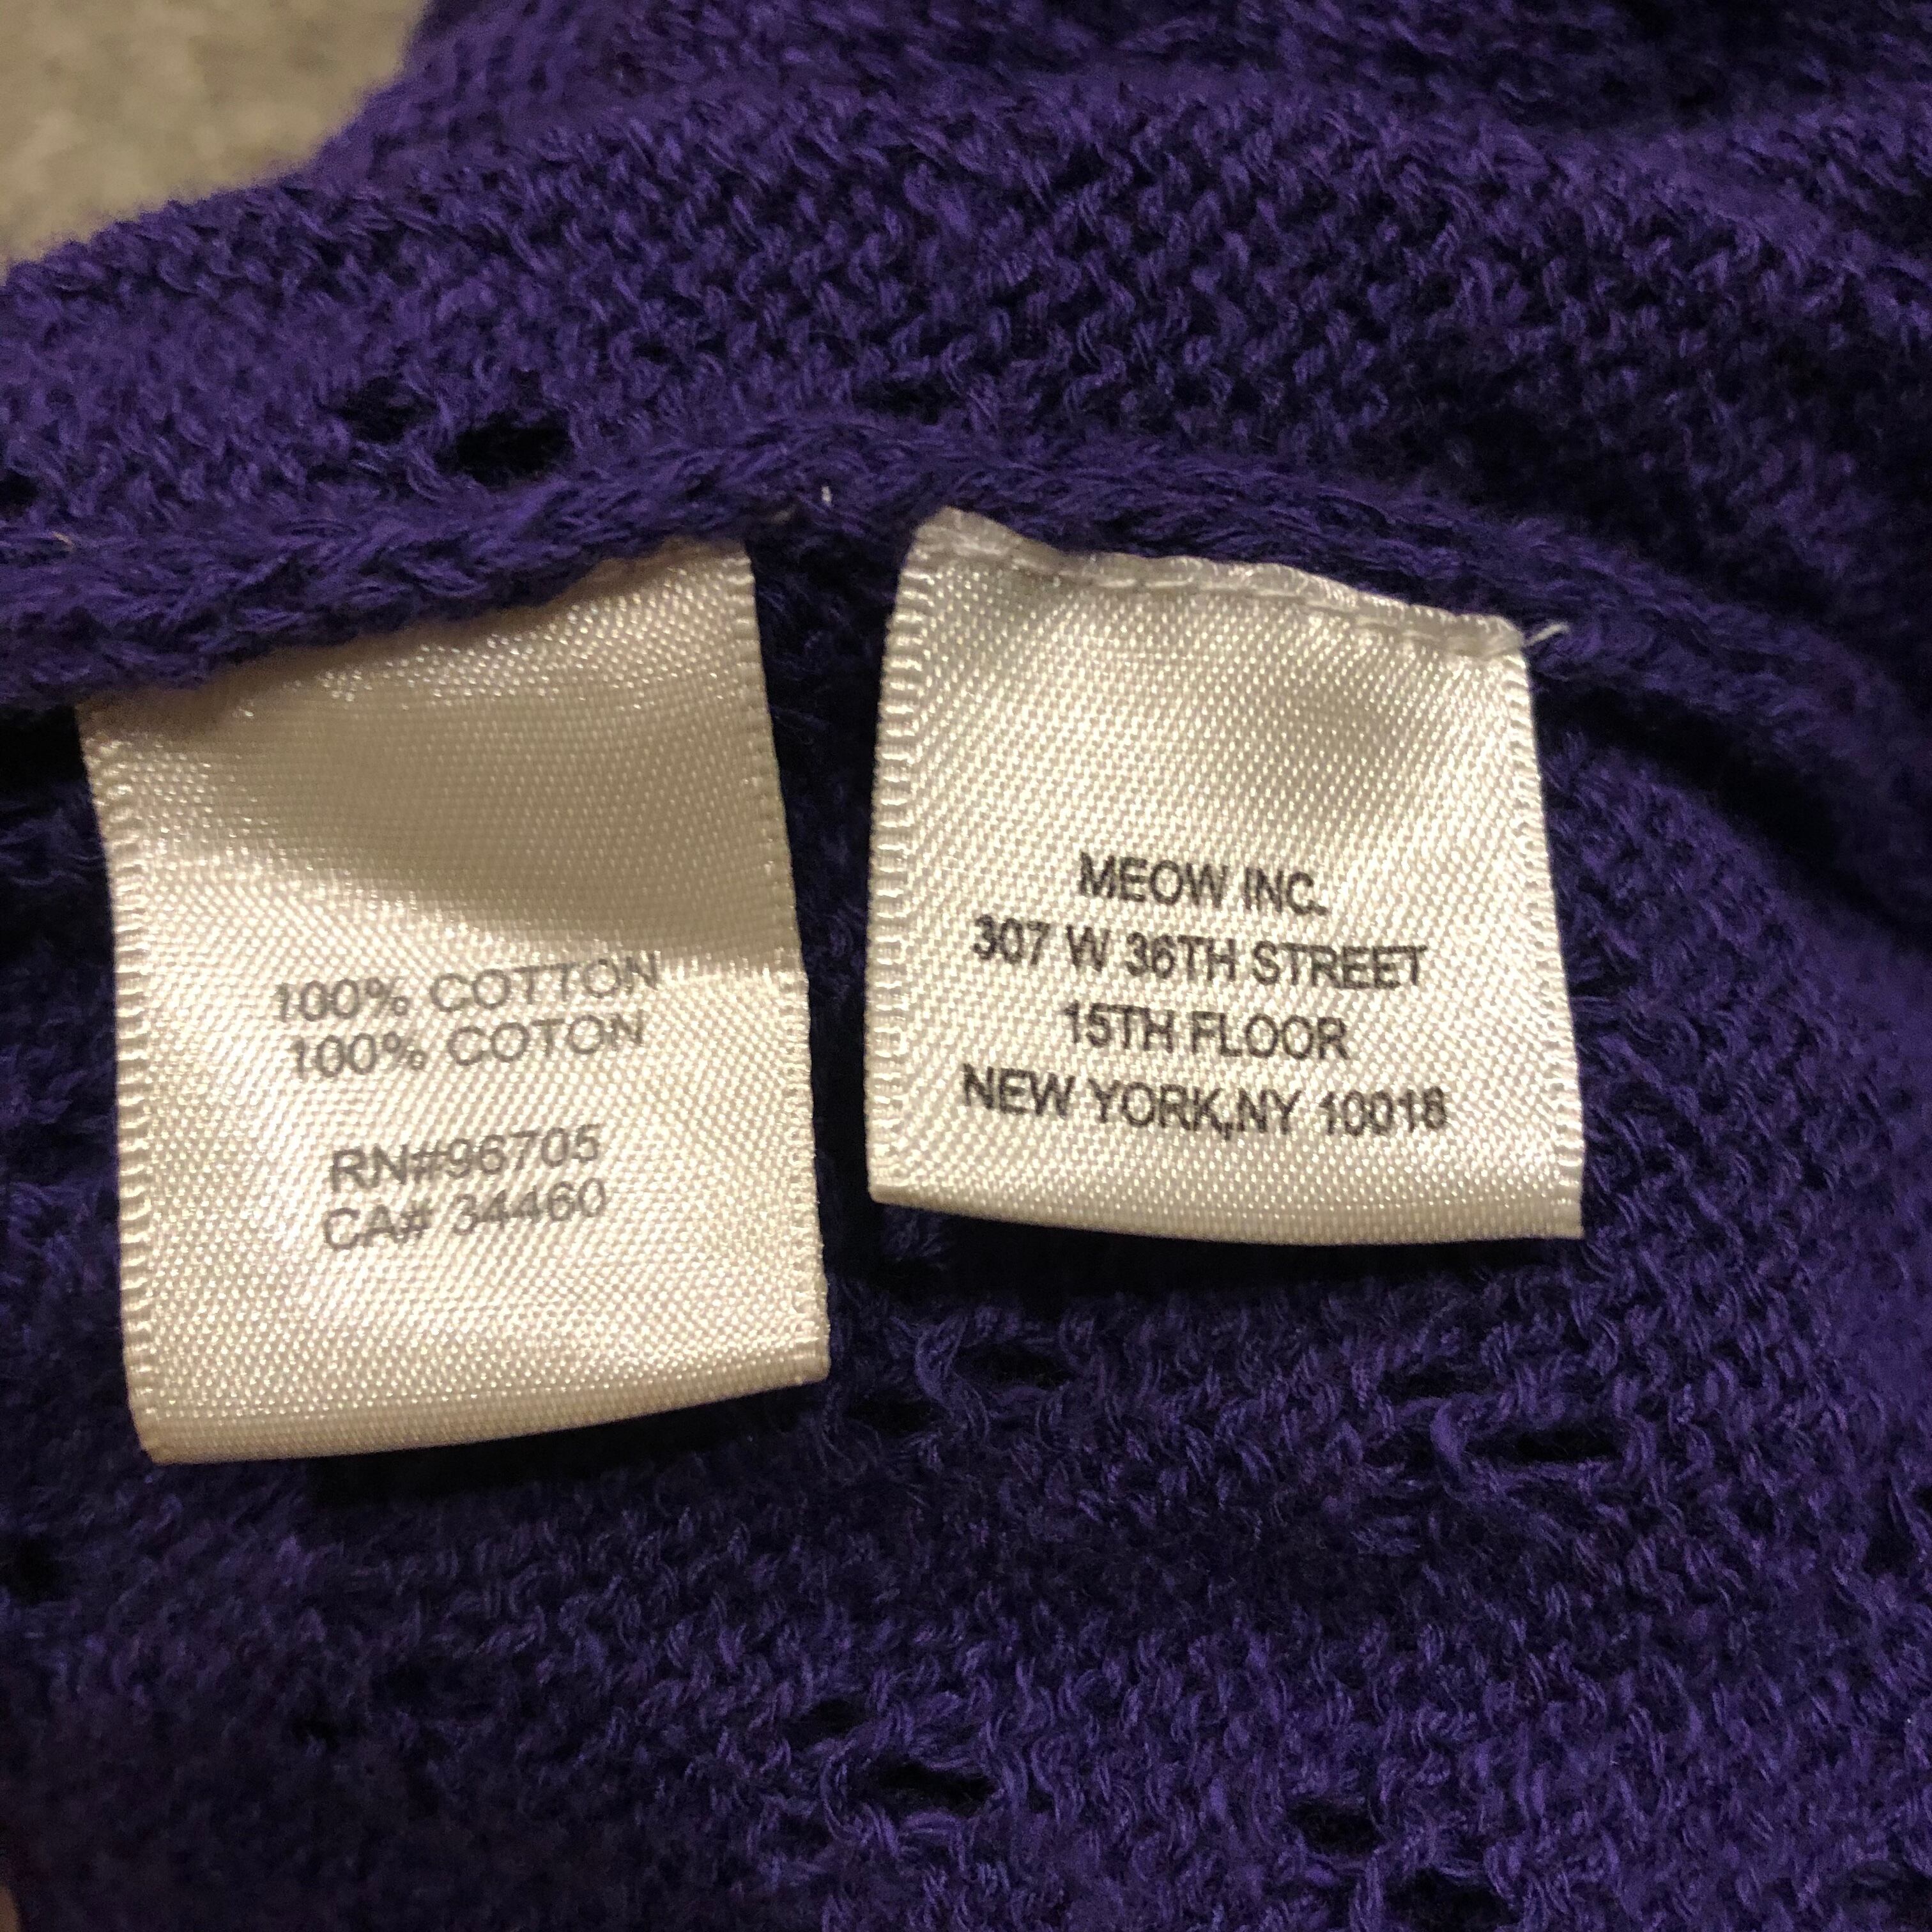 100% COTTON
100% COTON
RN#96705
CA# 34460
MEOW INC.
307 W 36TH STREET
15TH FLOOR
NEW YORK,NY 10018